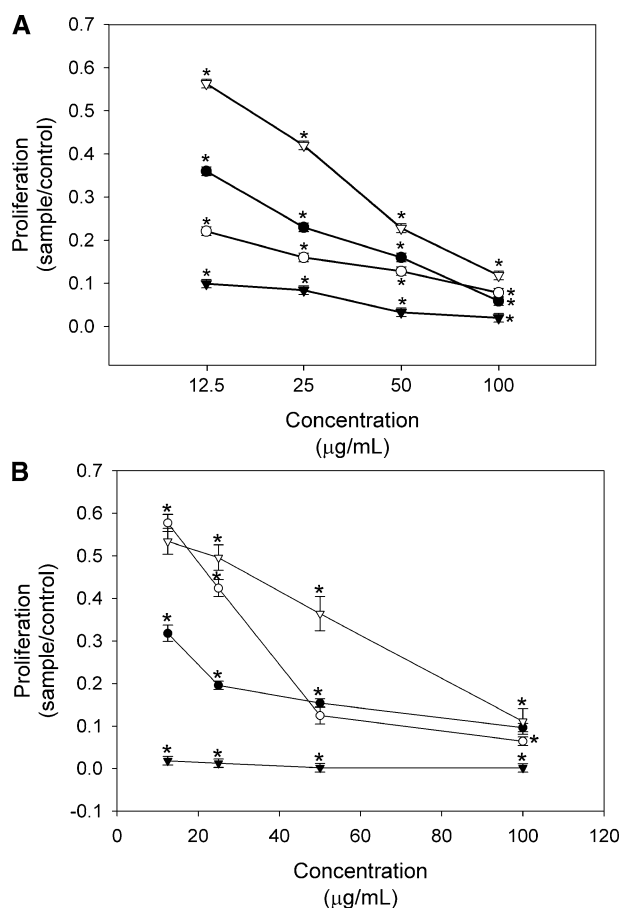 A
0.7
0.6
0.5
0.4
0.3
0.2
0.1
0.0
Proliferation
(sample/control)
* * * *
* * * *
* * * *
* * * *
12.5 25 50 100
Concentration
(μg/mL)
B
0.7
0.6
0.5
0.4
0.3
0.2
0.1
0.0
-0.1
Proliferation
(sample/control)
* * * *
* *
* * *
* * * *
0 20 40 60 80 100 120
Concentration
(μg/mL)